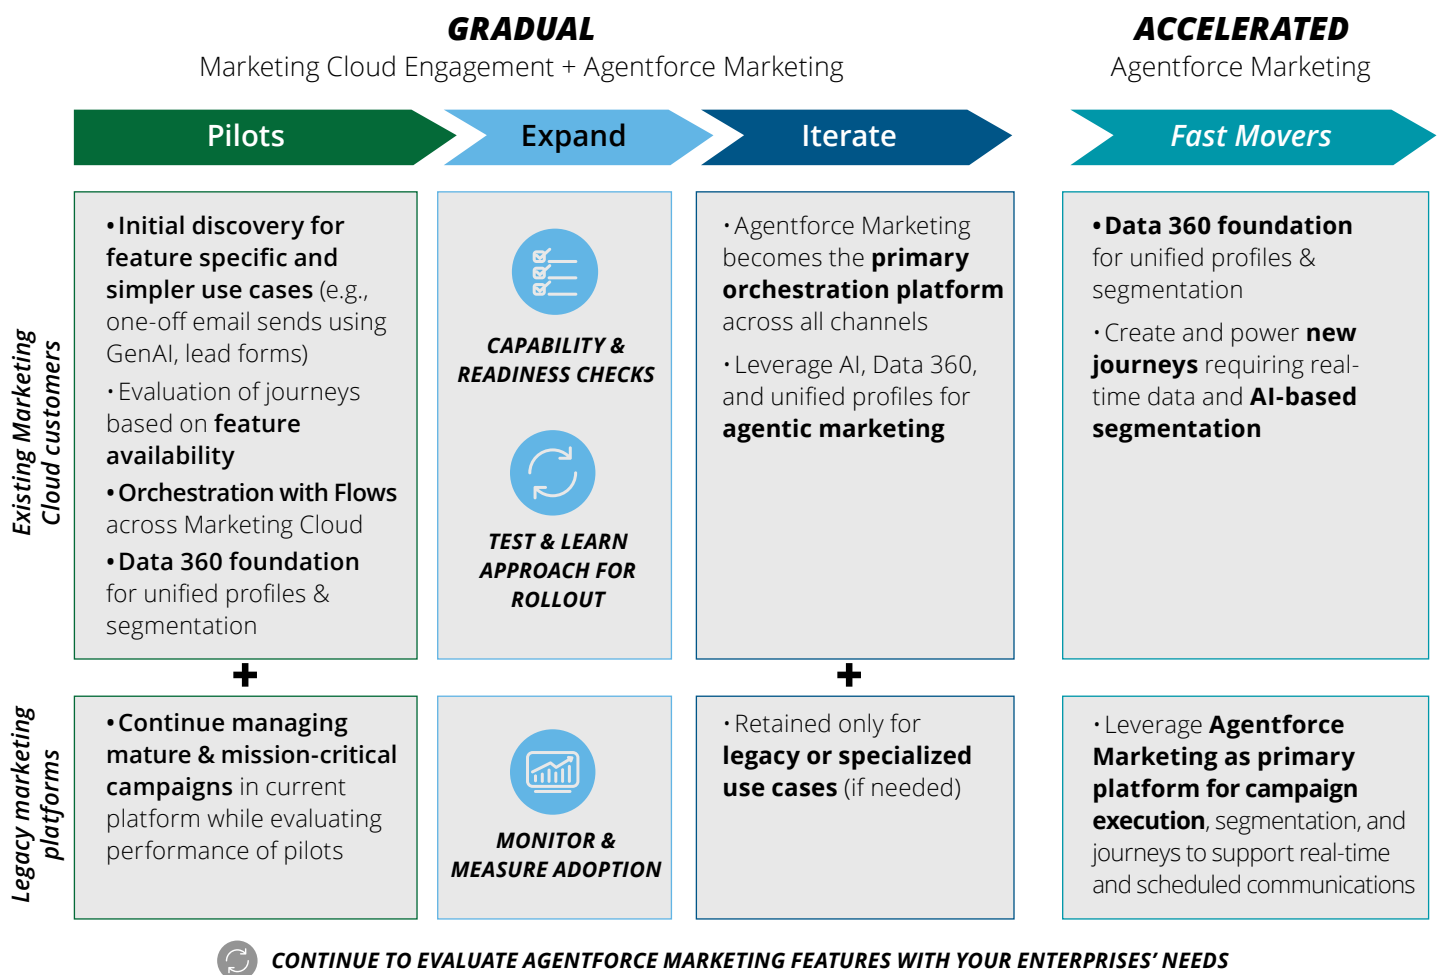 GRADUAL
Marketing Cloud Engagement + Agentforce Marketing
ACCELERATED
Agentforce Marketing
Pilots
Expand
Iterate
Fast Movers
Existing Marketing
Cloud customers
•Initial discovery for
feature specific and
simpler use cases (e.g.,
one-off email sends using
GenAI, lead forms)
•Evaluation of journeys
based on feature
availability
•Orchestration with Flows
across Marketing Cloud
•Data 360 foundation
for unified profiles &
segmentation
CAPABILITY &
READINESS CHECKS
TEST & LEARN
APPROACH FOR
ROLLOUT
•Agentforce Marketing
becomes the primary
orchestration platform
across all channels
•Leverage AI, Data 360,
and unified profiles for
agentic marketing
•Data 360 foundation
for unified profiles &
segmentation
•Create and power new
journeys requiring real-
time data and AI-based
segmentation
+
+
Legacy marketing
platforms
•Continue managing
mature & mission-critical
campaigns in current
platform while evaluating
performance of pilots
MONITOR &
MEASURE ADOPTION
•Retained only for
legacy or specialized
use cases (if needed)
•Leverage Agentforce
Marketing as primary
platform for campaign
execution, segmentation, and
journeys to support real-time
and scheduled communications
CONTINUE TO EVALUATE AGENTFORCE MARKETING FEATURES WITH YOUR ENTERPRISES’ NEEDS